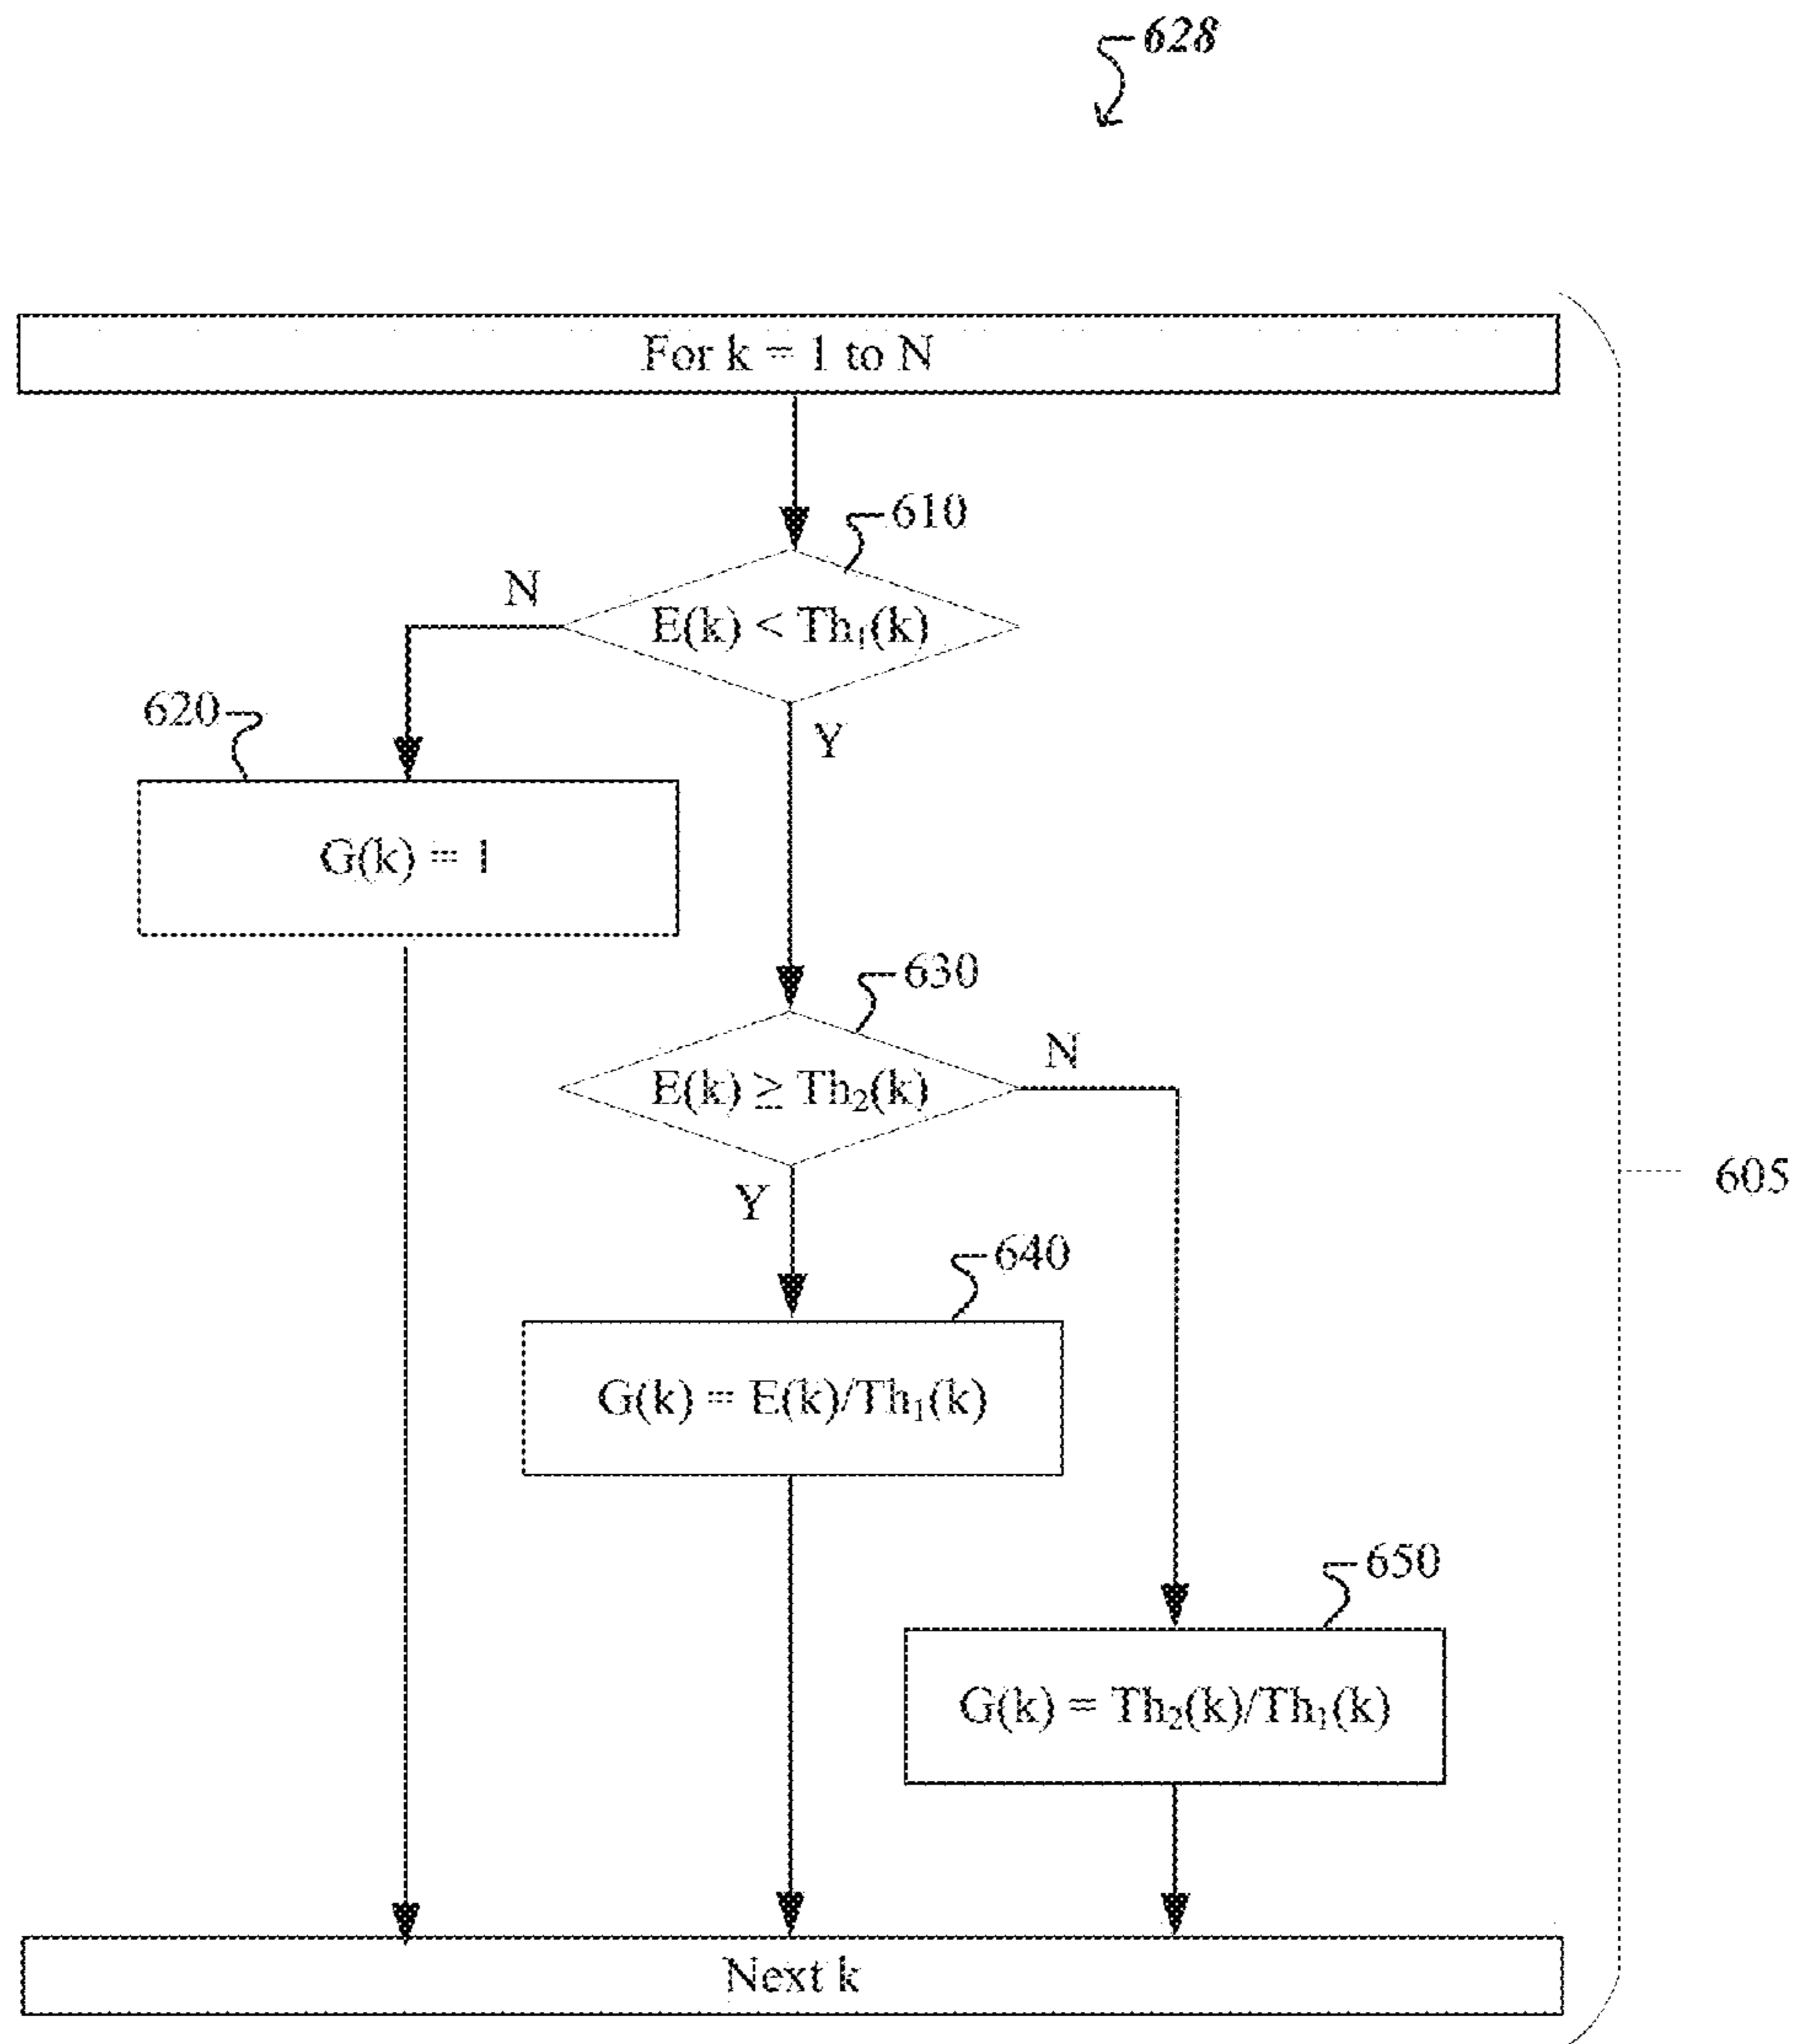 628
For k = 1 to N
610
N
E(k) < Th₁(k)
620
Y
G(k) = 1
630
N
E(k) ≥ Th₂(k)
605
Y
640
G(k) = E(k)/Th₁(k)
650
G(k) = Th₂(k)/Th₁(k)
Next k